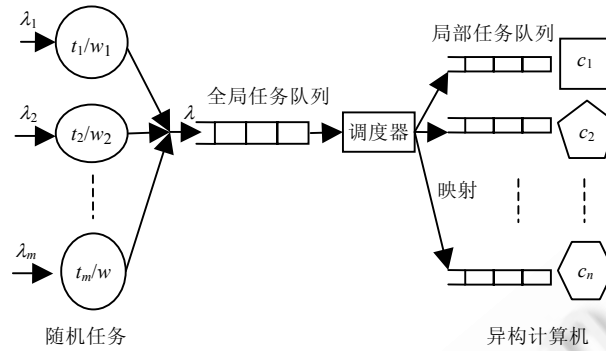 λ1
t1/w1
λ2
t2/w2
λm
tm/w
随机任务
全局任务队列
λ
调度器
映射
局部任务队列
c1
c2
cn
异构计算机